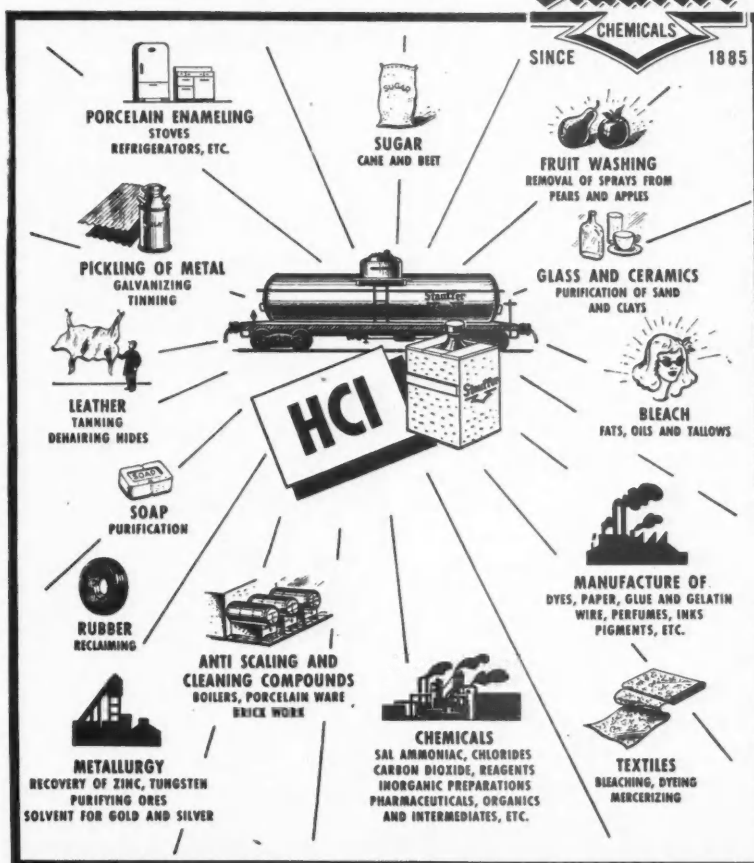 CHEMICALS
SINCE 1885
PORCELAIN ENAMELING
STOVES
REFRIGERATORS, ETC.
SUGAR
SUGAR
CANE AND BEET
FRUIT WASHING
REMOVAL OF SPRAYS FROM
PEARS AND APPLES
PICKLING OF METAL
GALVANIZING
TINNING
Stauffer
GLASS AND CERAMICS
PURIFICATION OF SAND
AND CLAYS
LEATHER
TANNING
DEHAIRING HIDES
HCl
Stauffer
BLEACH
FATS, OILS AND TALLOWS
SOAP
SOAP
PURIFICATION
MANUFACTURE OF
DYES, PAPER, GLUE AND GELATIN
WIRE, PERFUMES, INKS
PIGMENTS, ETC.
RUBBER
RECLAIMING
ANTI SCALING AND
CLEANING COMPOUNDS
BOILERS, PORCELAIN WARE
BRICK WORK
METALLURGY
RECOVERY OF ZINC, TUNGSTEN
PURIFYING ORES
SOLVENT FOR GOLD AND SILVER
CHEMICALS
SAL AMMONIAC, CHLORIDES
CARBON DIOXIDE, REAGENTS
INORGANIC PREPARATIONS
PHARMACEUTICALS, ORGANICS
AND INTERMEDIATES, ETC.
TEXTILES
BLEACHING, DYEING
MERCERIZING